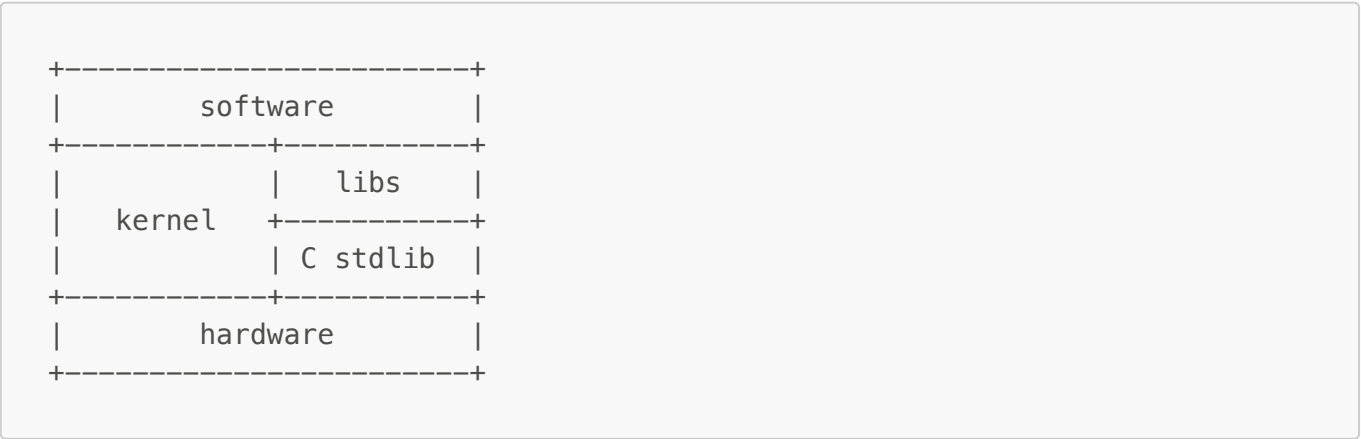 +------------------------+
|        software        |
+------------+-----------+
|            |   libs    |
|   kernel   +-----------+
|            | C stdlib  |
+------------+-----------+
|        hardware        |
+------------------------+